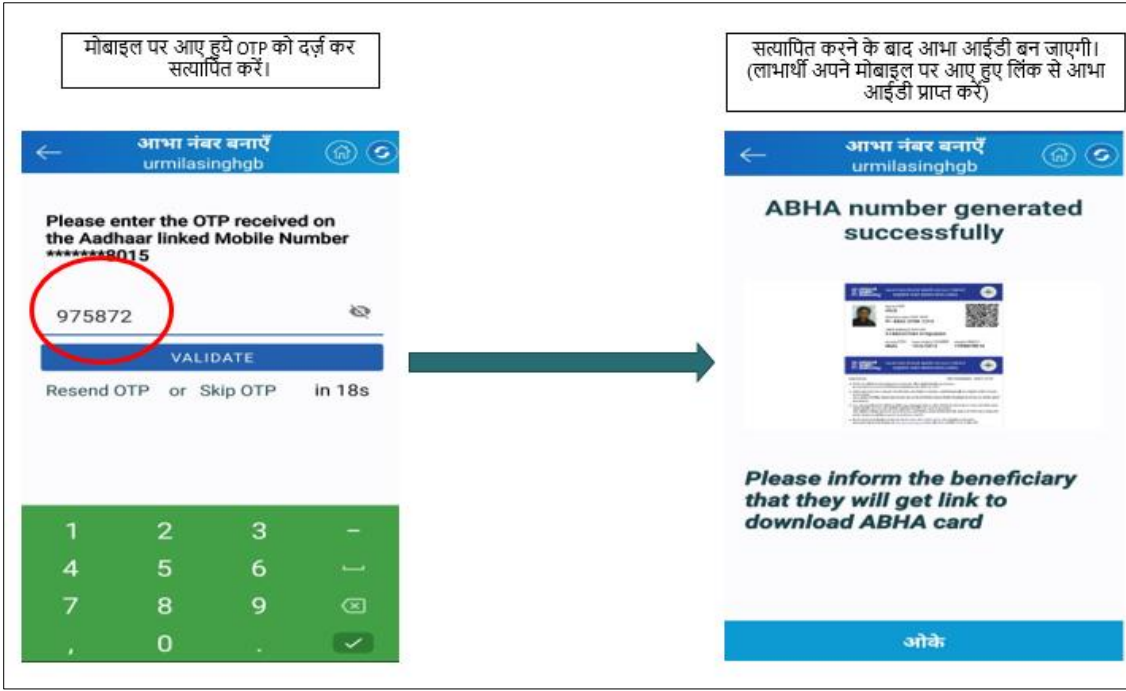 मोबाइल पर आए हुये OTP को दर्ज़ कर
सत्यापित करें।
आभा नंबर बनाएँ
urmilasinghgb
Please enter the OTP received on
the Aadhaar linked Mobile Number
*******8015
975872
VALIDATE
Resend OTP or Skip OTP in 18s
1 2 3 -
4 5 6
7 8 9
, 0 .
सत्यापित करने के बाद आभा आईडी बन जाएगी।
(लाभार्थी अपने मोबाइल पर आए हुए लिंक से आभा
आईडी प्राप्त करें)
आभा नंबर बनाएँ
urmilasinghgb
ABHA number generated
successfully
Please inform the beneficiary
that they will get link to
download ABHA card
ओके